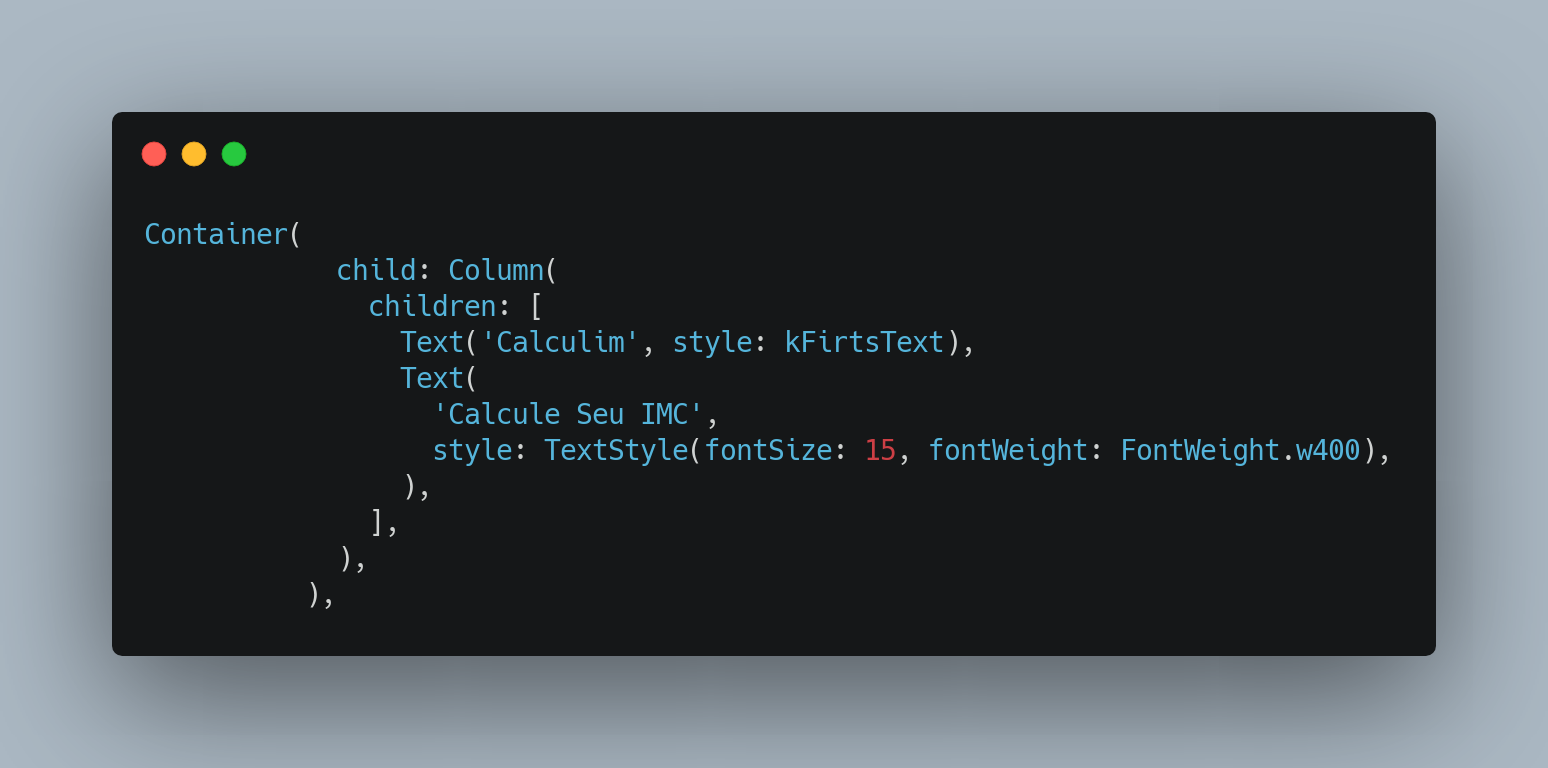 Container(
            child: Column(
              children: [
                Text('Calculim', style: kFirtsText),
                Text(
                  'Calcule Seu IMC',
                  style: TextStyle(fontSize: 15, fontWeight: FontWeight.w400),
                ),
              ],
            ),
          ),